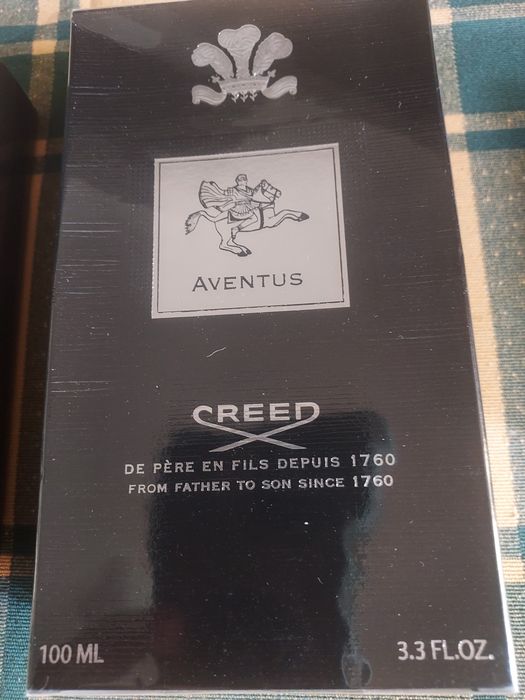 AVENTUS
CREED
DE PÈRE EN FILS DEPUIS 1760
FROM FATHER TO SON SINCE 1760
100 ML 3.3 FL.OZ.